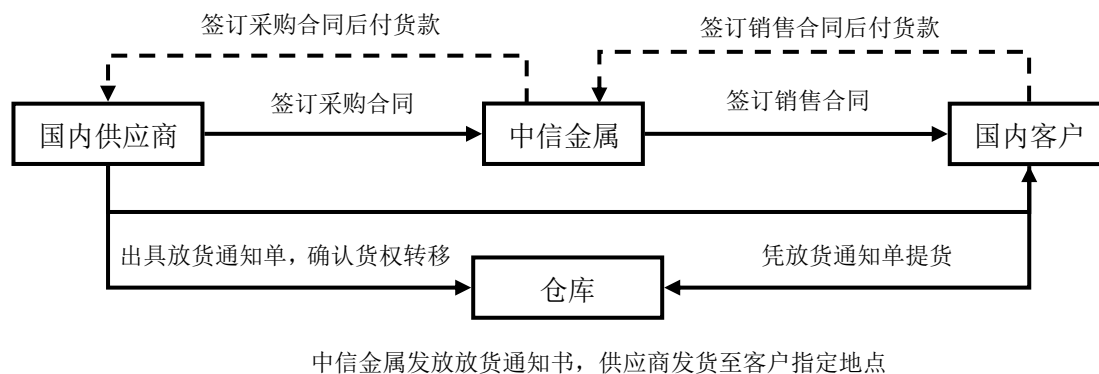 签订采购合同后付货款
签订销售合同后付货款
签订采购合同
签订销售合同
国内供应商
中信金属
国内客户
出具放货通知单，确认货权转移
凭放货通知单提货
仓库
中信金属发放放货通知书，供应商发货至客户指定地点